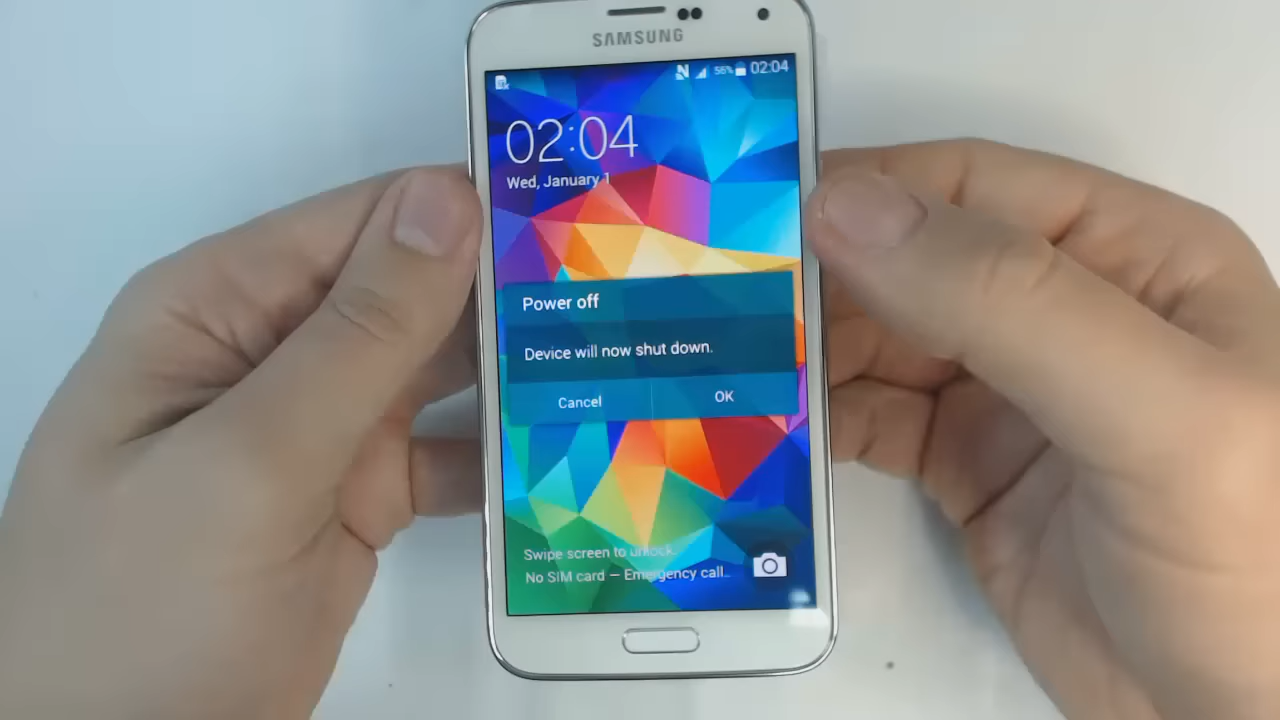 SAMSUNG
56% 02:04
02:04
Wed, January 1
Power off
Device will now shut down.
Cancel OK
Swipe screen to unlock.
No SIM card — Emergency call..